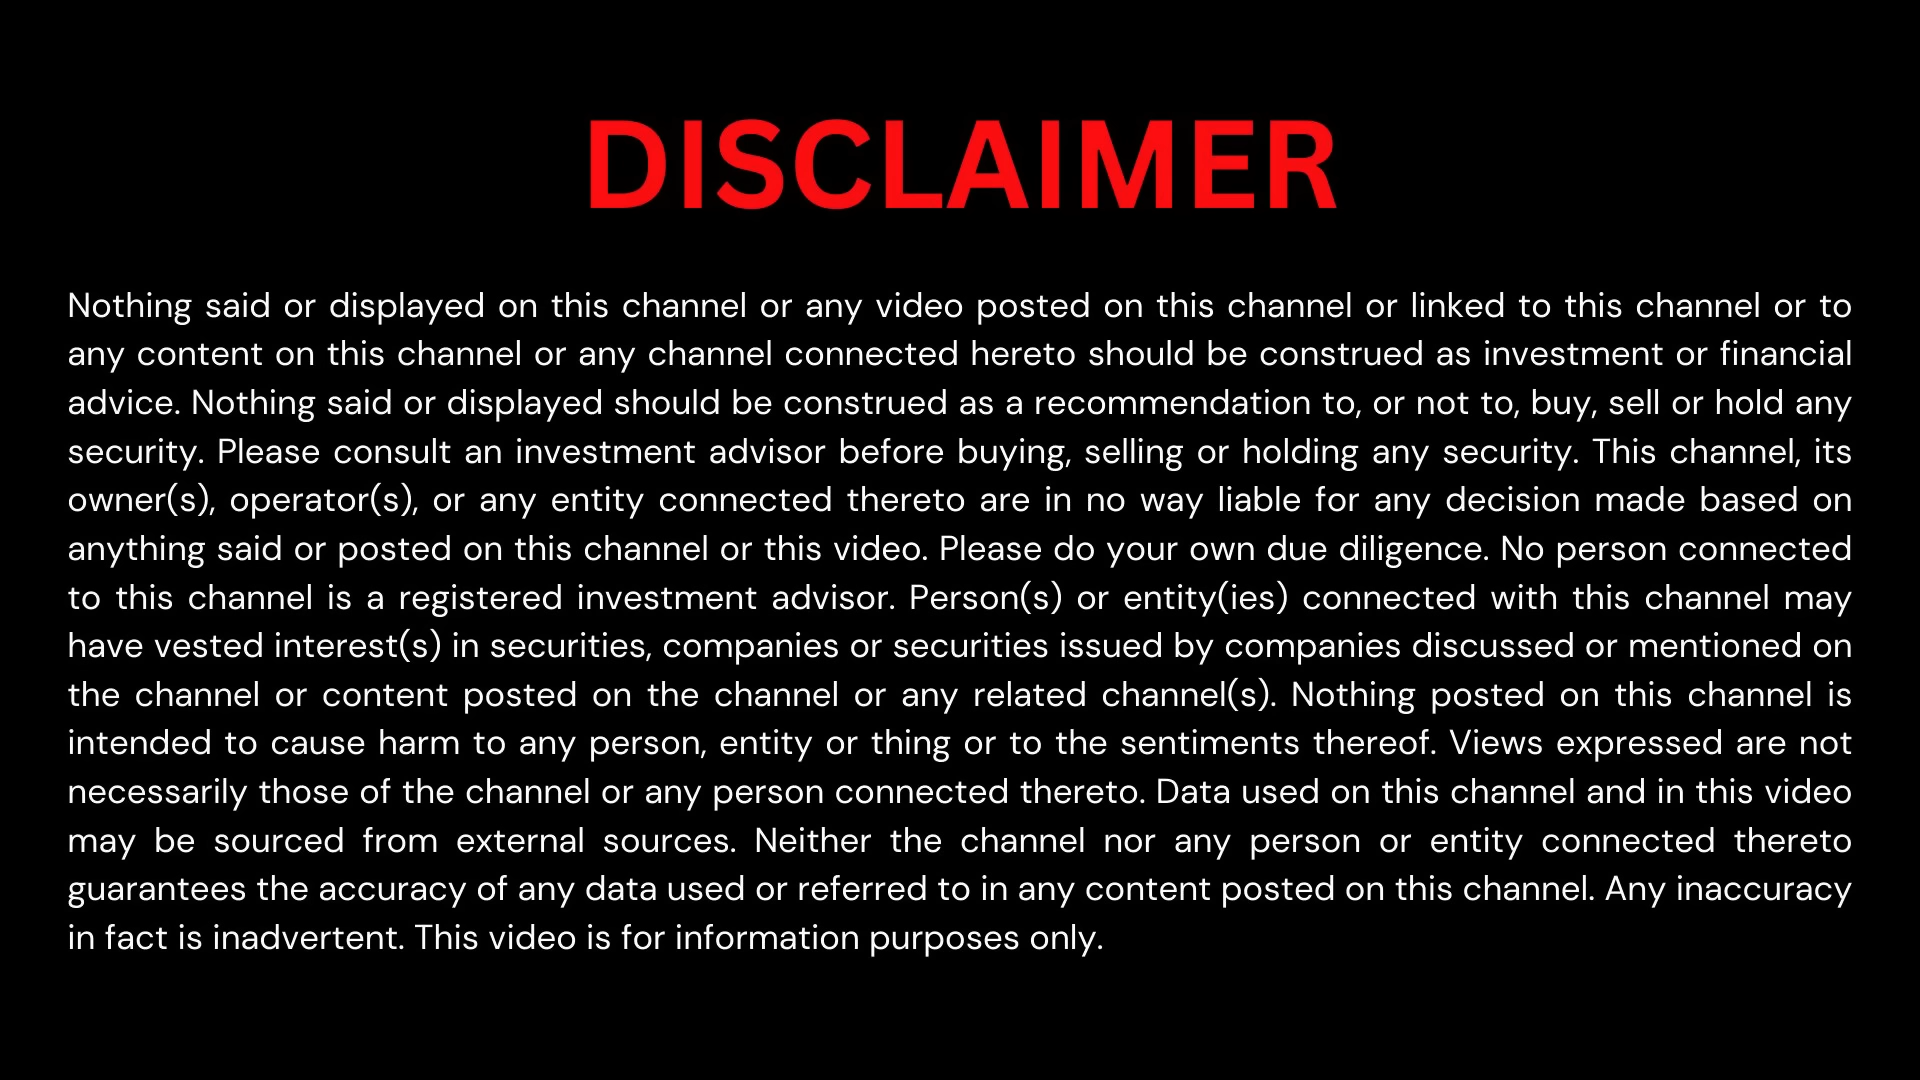 DISCLAIMER
Nothing said or displayed on this channel or any video posted on this channel or linked to this channel or to
any content on this channel or any channel connected hereto should be construed as investment or financial
advice. Nothing said or displayed should be construed as a recommendation to, or not to, buy, sell or hold any
security. Please consult an investment advisor before buying, selling or holding any security. This channel, its
owner(s), operator(s), or any entity connected thereto are in no way liable for any decision made based on
anything said or posted on this channel or this video. Please do your own due diligence. No person connected
to this channel is a registered investment advisor. Person(s) or entity(ies) connected with this channel may
have vested interest(s) in securities, companies or securities issued by companies discussed or mentioned on
the channel or content posted on the channel or any related channel(s). Nothing posted on this channel is
intended to cause harm to any person, entity or thing or to the sentiments thereof. Views expressed are not
necessarily those of the channel or any person connected thereto. Data used on this channel and in this video
may be sourced from external sources. Neither the channel nor any person or entity connected thereto
guarantees the accuracy of any data used or referred to in any content posted on this channel. Any inaccuracy
in fact is inadvertent. This video is for information purposes only.